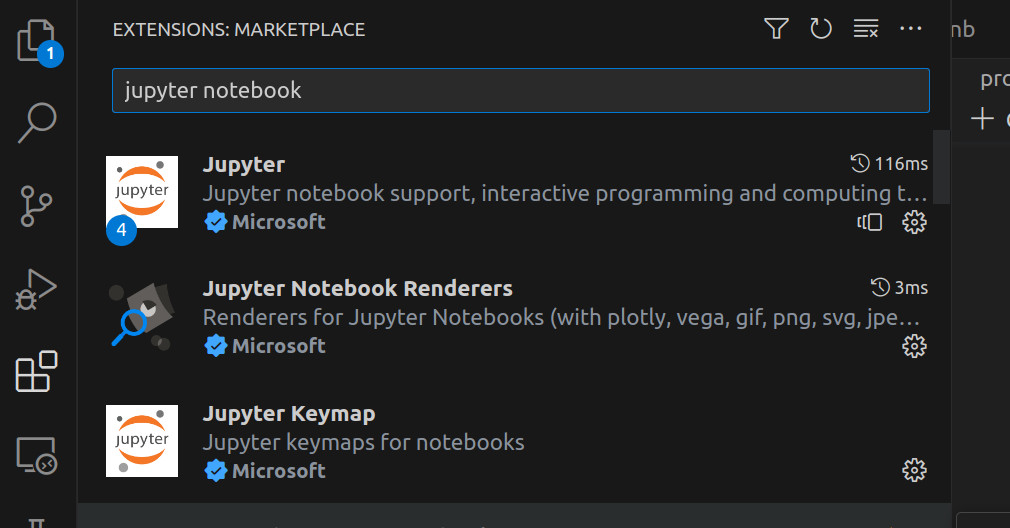 EXTENSIONS: MARKETPLACE
nb
1
jupyter notebook
Jupyter
116ms
Jupyter notebook support, interactive programming and computing t...
Microsoft
jupyter
4
Jupyter Notebook Renderers
3ms
Renderers for Jupyter Notebooks (with plotly, vega, gif, png, svg, jpe...
Microsoft
Jupyter Keymap
Jupyter keymaps for notebooks
Microsoft
jupyter